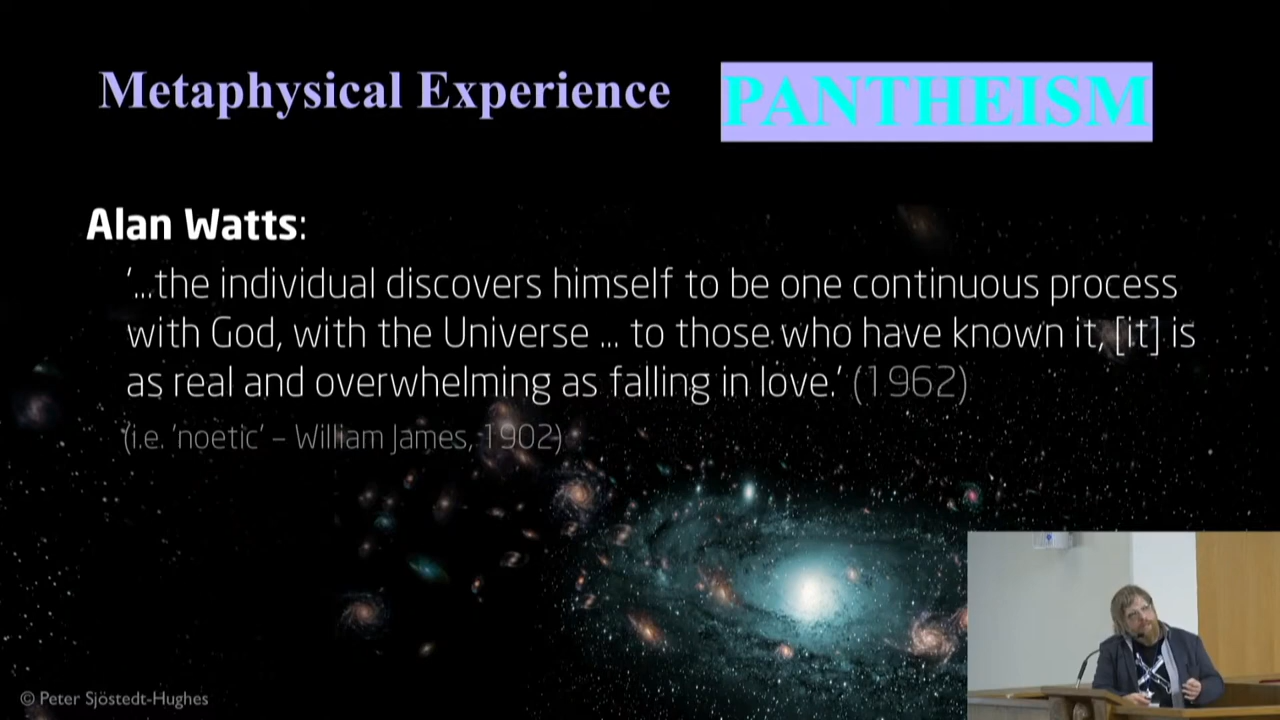 Metaphysical Experience PANTHEISM
Alan Watts:
‘...the individual discovers himself to be one continuous process
with God, with the Universe ... to those who have known it, [it] is
as real and overwhelming as falling in love.’ (1962)
(i.e. ‘noetic’ – William James, 1902)
© Peter Sjöstedt-Hughes